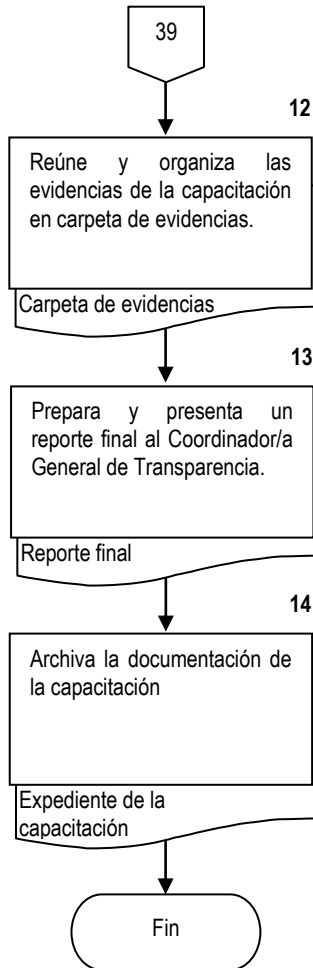 39
12
Reúne y organiza las
evidencias de la capacitación
en carpeta de evidencias.
Carpeta de evidencias
13
Prepara y presenta un
reporte final al Coordinador/a
General de Transparencia.
Reporte final
14
Archiva la documentación de
la capacitación
Expediente de la
capacitación
Fin